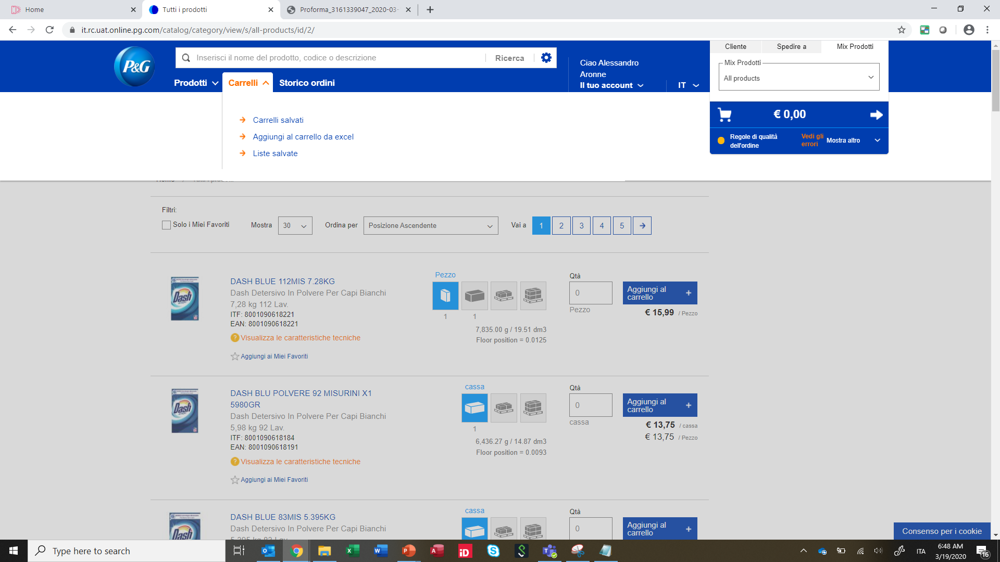 Home
Tutti i prodotti
Proforma_3161339047_2020-03-
it.rc.uat.online.pg.com/catalog/category/view/s/all-products/id/2/
P&G
Inserisci il nome del prodotto, codice o descrizione
Ricerca
Prodotti
Carrelli
Storico ordini
Ciao Alessandro
Aronne
Il tuo account
IT
Cliente
Spedire a
Mix Prodotti
Mix Prodotti
All products
€ 0,00
Regole di qualità
dell'ordine
Vedi gli
errori
Mostra altro
Carrelli salvati
Aggiungi al carrello da excel
Liste salvate
Filtri:
Solo i Miei Favoriti
Mostra
30
Ordina per
Posizione Ascendente
Vai a
1
2
3
4
5
Dash
DASH BLUE 112MIS 7.28KG
Dash Detersivo In Polvere Per Capi Bianchi
7,28 kg 112 Lav.
ITF: 8001090618221
EAN: 8001090618221
Visualizza le caratteristiche tecniche
Aggiungi ai Miei Favoriti
Pezzo
1
1
7,835.00 g / 19.51 dm3
Floor position = 0.0125
Qtà
0
Pezzo
Aggiungi al
carrello
€ 15,99 / Pezzo
Dash
DASH BLU POLVERE 92 MISURINI X1
5980GR
Dash Detersivo In Polvere Per Capi Bianchi
5,98 kg 92 Lav.
ITF: 8001090618184
EAN: 8001090618191
Visualizza le caratteristiche tecniche
Aggiungi ai Miei Favoriti
cassa
1
6,436.27 g / 14.87 dm3
Floor position = 0.0093
Qtà
0
cassa
Aggiungi al
carrello
€ 13,75 / cassa
€ 13,75 / Pezzo
Dash
DASH BLUE 83MIS 5.395KG
Dash Detersivo In Polvere Per Capi Bianchi
5,395 kg 83 Lav.
cassa
Qtà
0
Aggiungi al
carrello
Consenso per i cookie
Type here to search
ITA
6:48 AM
3/19/2020
16